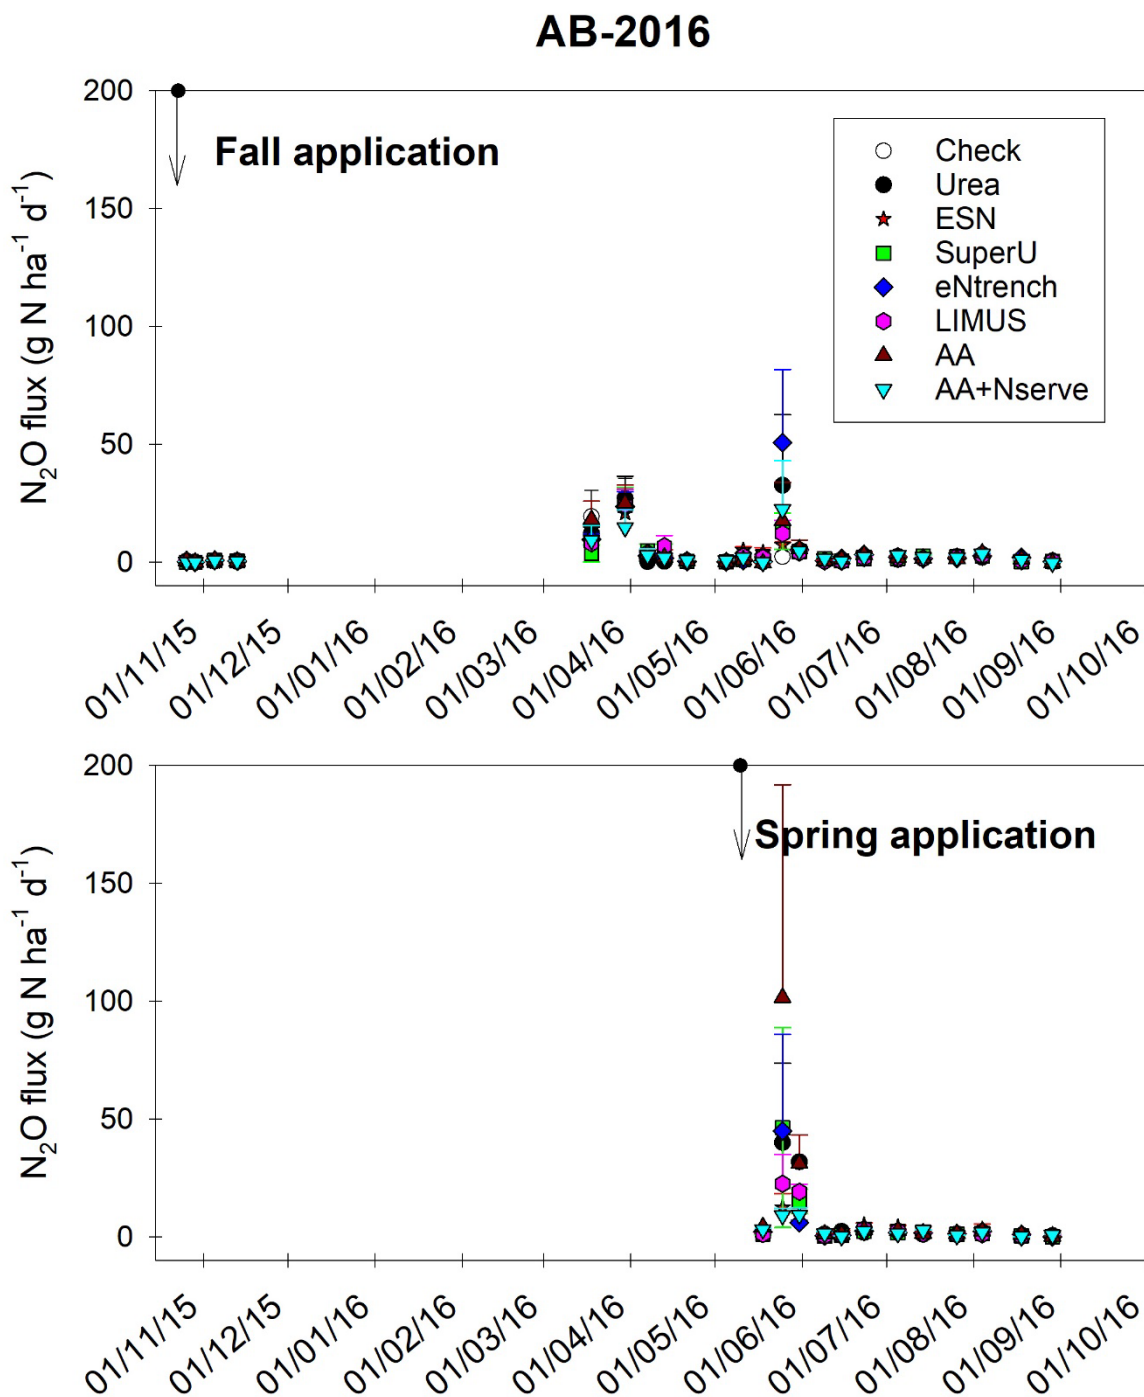 AB-2016
200
150
100
50
0
N₂O flux (g N ha⁻¹ d⁻¹)
Fall application
Check
Urea
ESN
SuperU
eNtrench
LIMUS
AA
AA+Nserve
01/11/15
01/12/15
01/01/16
01/02/16
01/03/16
01/04/16
01/05/16
01/06/16
01/07/16
01/08/16
01/09/16
01/10/16
200
150
100
50
0
N₂O flux (g N ha⁻¹ d⁻¹)
Spring application
01/11/15
01/12/15
01/01/16
01/02/16
01/03/16
01/04/16
01/05/16
01/06/16
01/07/16
01/08/16
01/09/16
01/10/16